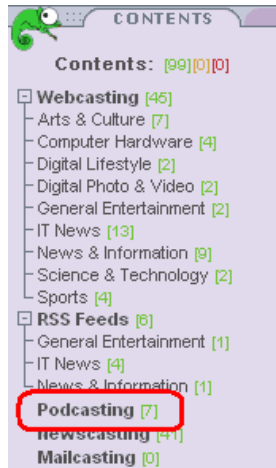 CONTENTS
Contents: [99][0][0]
Webcasting [45]
Arts & Culture [7]
Computer Hardware [4]
Digital Lifestyle [2]
Digital Photo & Video [2]
General Entertainment [2]
IT News [13]
News & Information [9]
Science & Technology [2]
Sports [4]
RSS Feeds [6]
General Entertainment [1]
IT News [4]
News & Information [1]
Podcasting [7]
Newscasting [41]
Mailcasting [0]